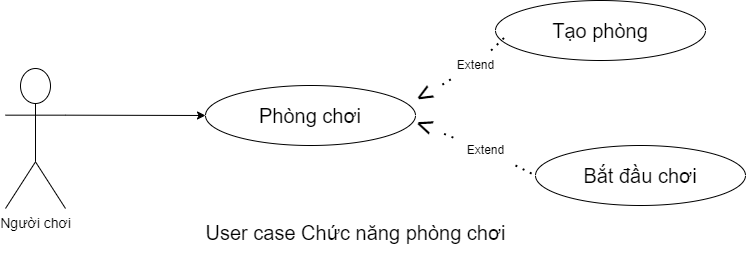 Tạo phòng
Extend
Phòng chơi
Extend
Bắt đầu chơi
Người chơi
User case Chức năng phòng chơi